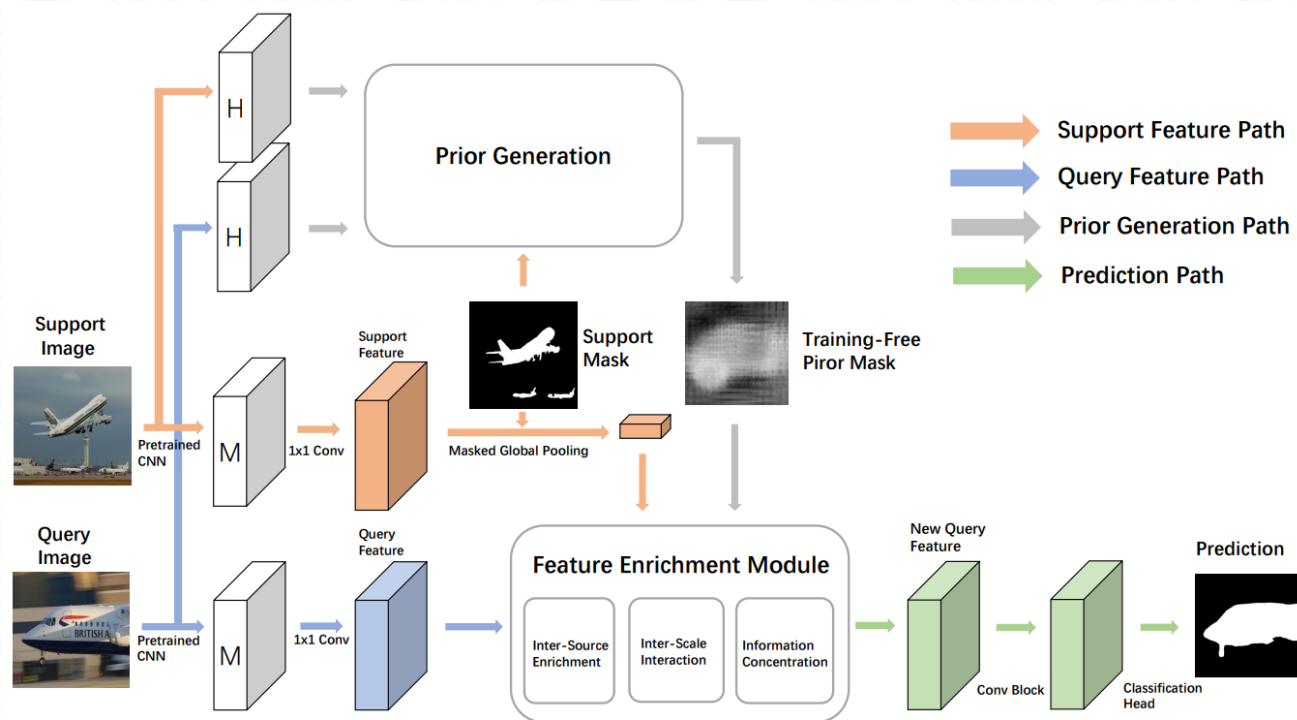 H
Prior Generation
H
Support Feature Path
Query Feature Path
Prior Generation Path
Prediction Path
Support
Image
Pretrained
CNN
M
1x1 Conv
Support
Feature
Support
Mask
Masked Global Pooling
Training-Free
Piror Mask
Query
Image
BRITISH A
Pretrained
CNN
M
1x1 Conv
Query
Feature
Feature Enrichment Module
Inter-Source
Enrichment
Inter-Scale
Interaction
Information
Concentration
New Query
Feature
Conv Block
Classification
Head
Prediction